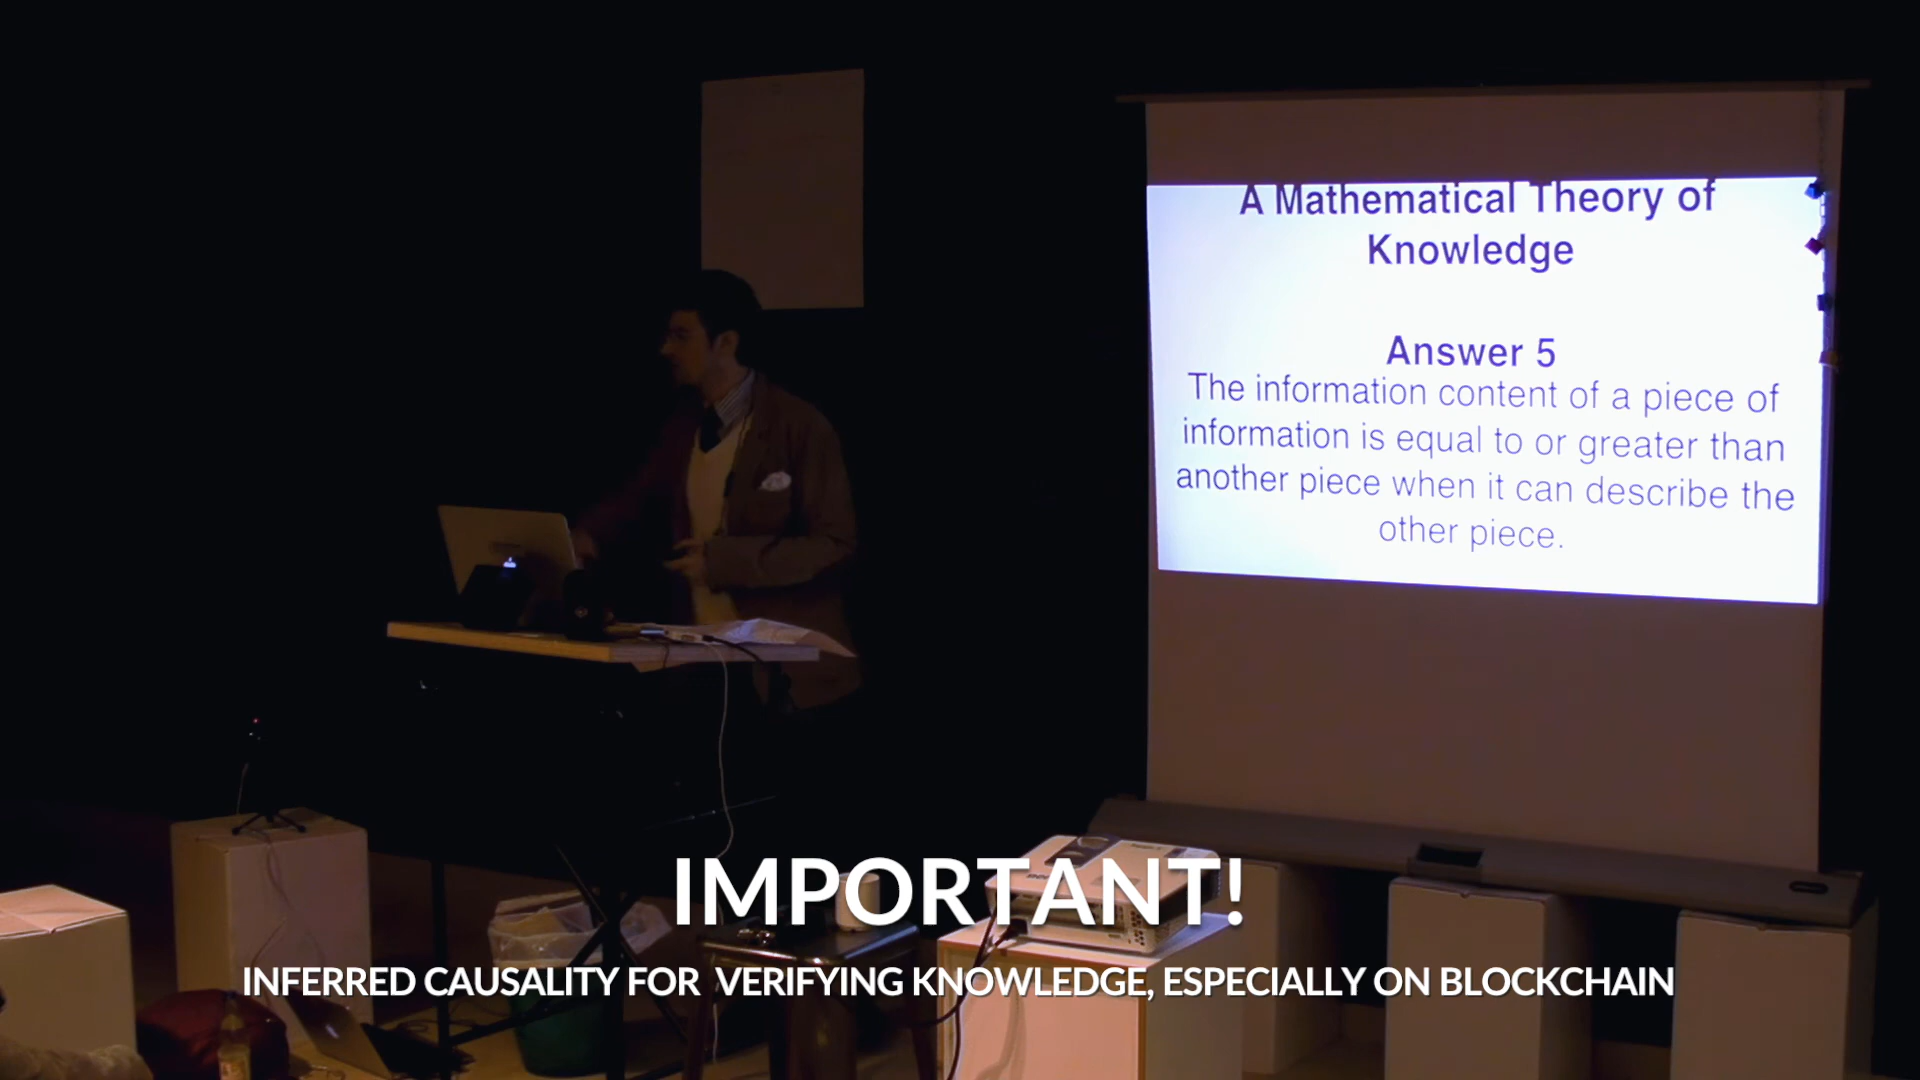 A Mathematical Theory of
Knowledge
Answer 5
The information content of a piece of
information is equal to or greater than
another piece when it can describe the
other piece.
IMPORTANT!
INFERRED CAUSALITY FOR VERIFYING KNOWLEDGE, ESPECIALLY ON BLOCKCHAIN